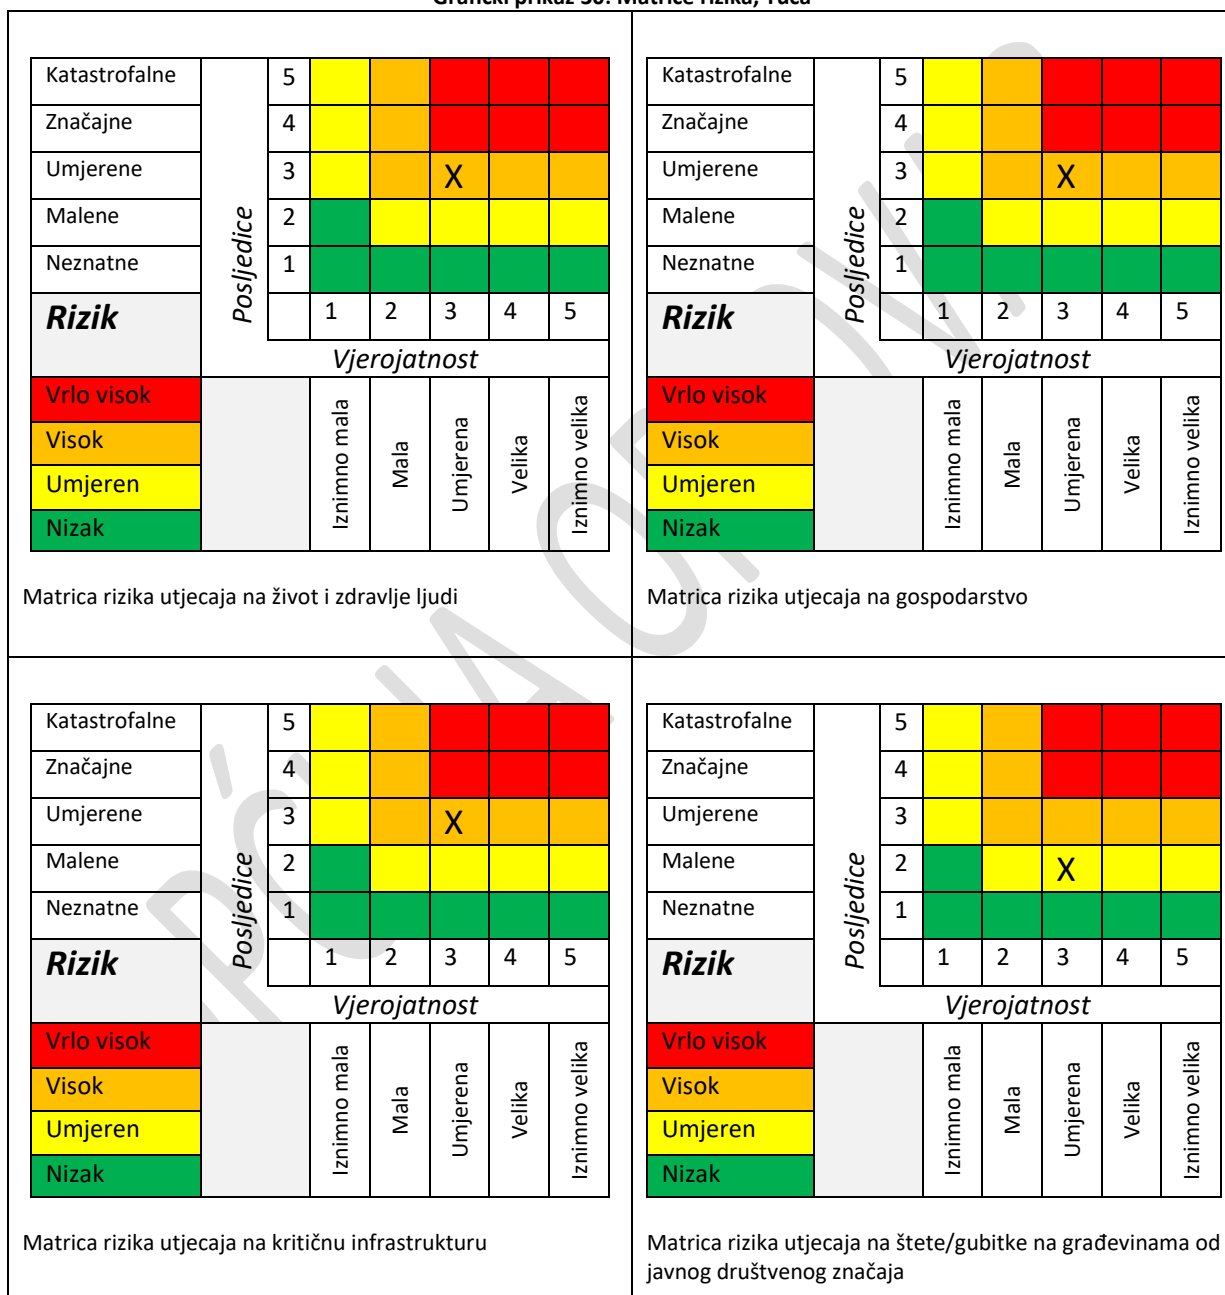 Grafički prikaz Matrice rizika, Tuča
Katastrofalne 5
Značajne 4
Umjerene 3 X
Malene 2
Neznatne 1
Posljedice
Rizik 1 2 3 4 5
Vjerojatnost
Vrlo visok
Visok
Umjeren
Nizak
Iznimno mala
Mala
Umjerena
Velika
Iznimno velika
Matrica rizika utjecaja na život i zdravlje ljudi
Katastrofalne 5
Značajne 4
Umjerene 3 X
Malene 2
Neznatne 1
Posljedice
Rizik 1 2 3 4 5
Vjerojatnost
Vrlo visok
Visok
Umjeren
Nizak
Iznimno mala
Mala
Umjerena
Velika
Iznimno velika
Matrica rizika utjecaja na gospodarstvo
Katastrofalne 5
Značajne 4
Umjerene 3 X
Malene 2
Neznatne 1
Posljedice
Rizik 1 2 3 4 5
Vjerojatnost
Vrlo visok
Visok
Umjeren
Nizak
Iznimno mala
Mala
Umjerena
Velika
Iznimno velika
Matrica rizika utjecaja na kritičnu infrastrukturu
Katastrofalne 5
Značajne 4
Umjerene 3
Malene 2 X
Neznatne 1
Posljedice
Rizik 1 2 3 4 5
Vjerojatnost
Vrlo visok
Visok
Umjeren
Nizak
Iznimno mala
Mala
Umjerena
Velika
Iznimno velika
Matrica rizika utjecaja na štete/gubitke na građevinama od
javnog društvenog značaja